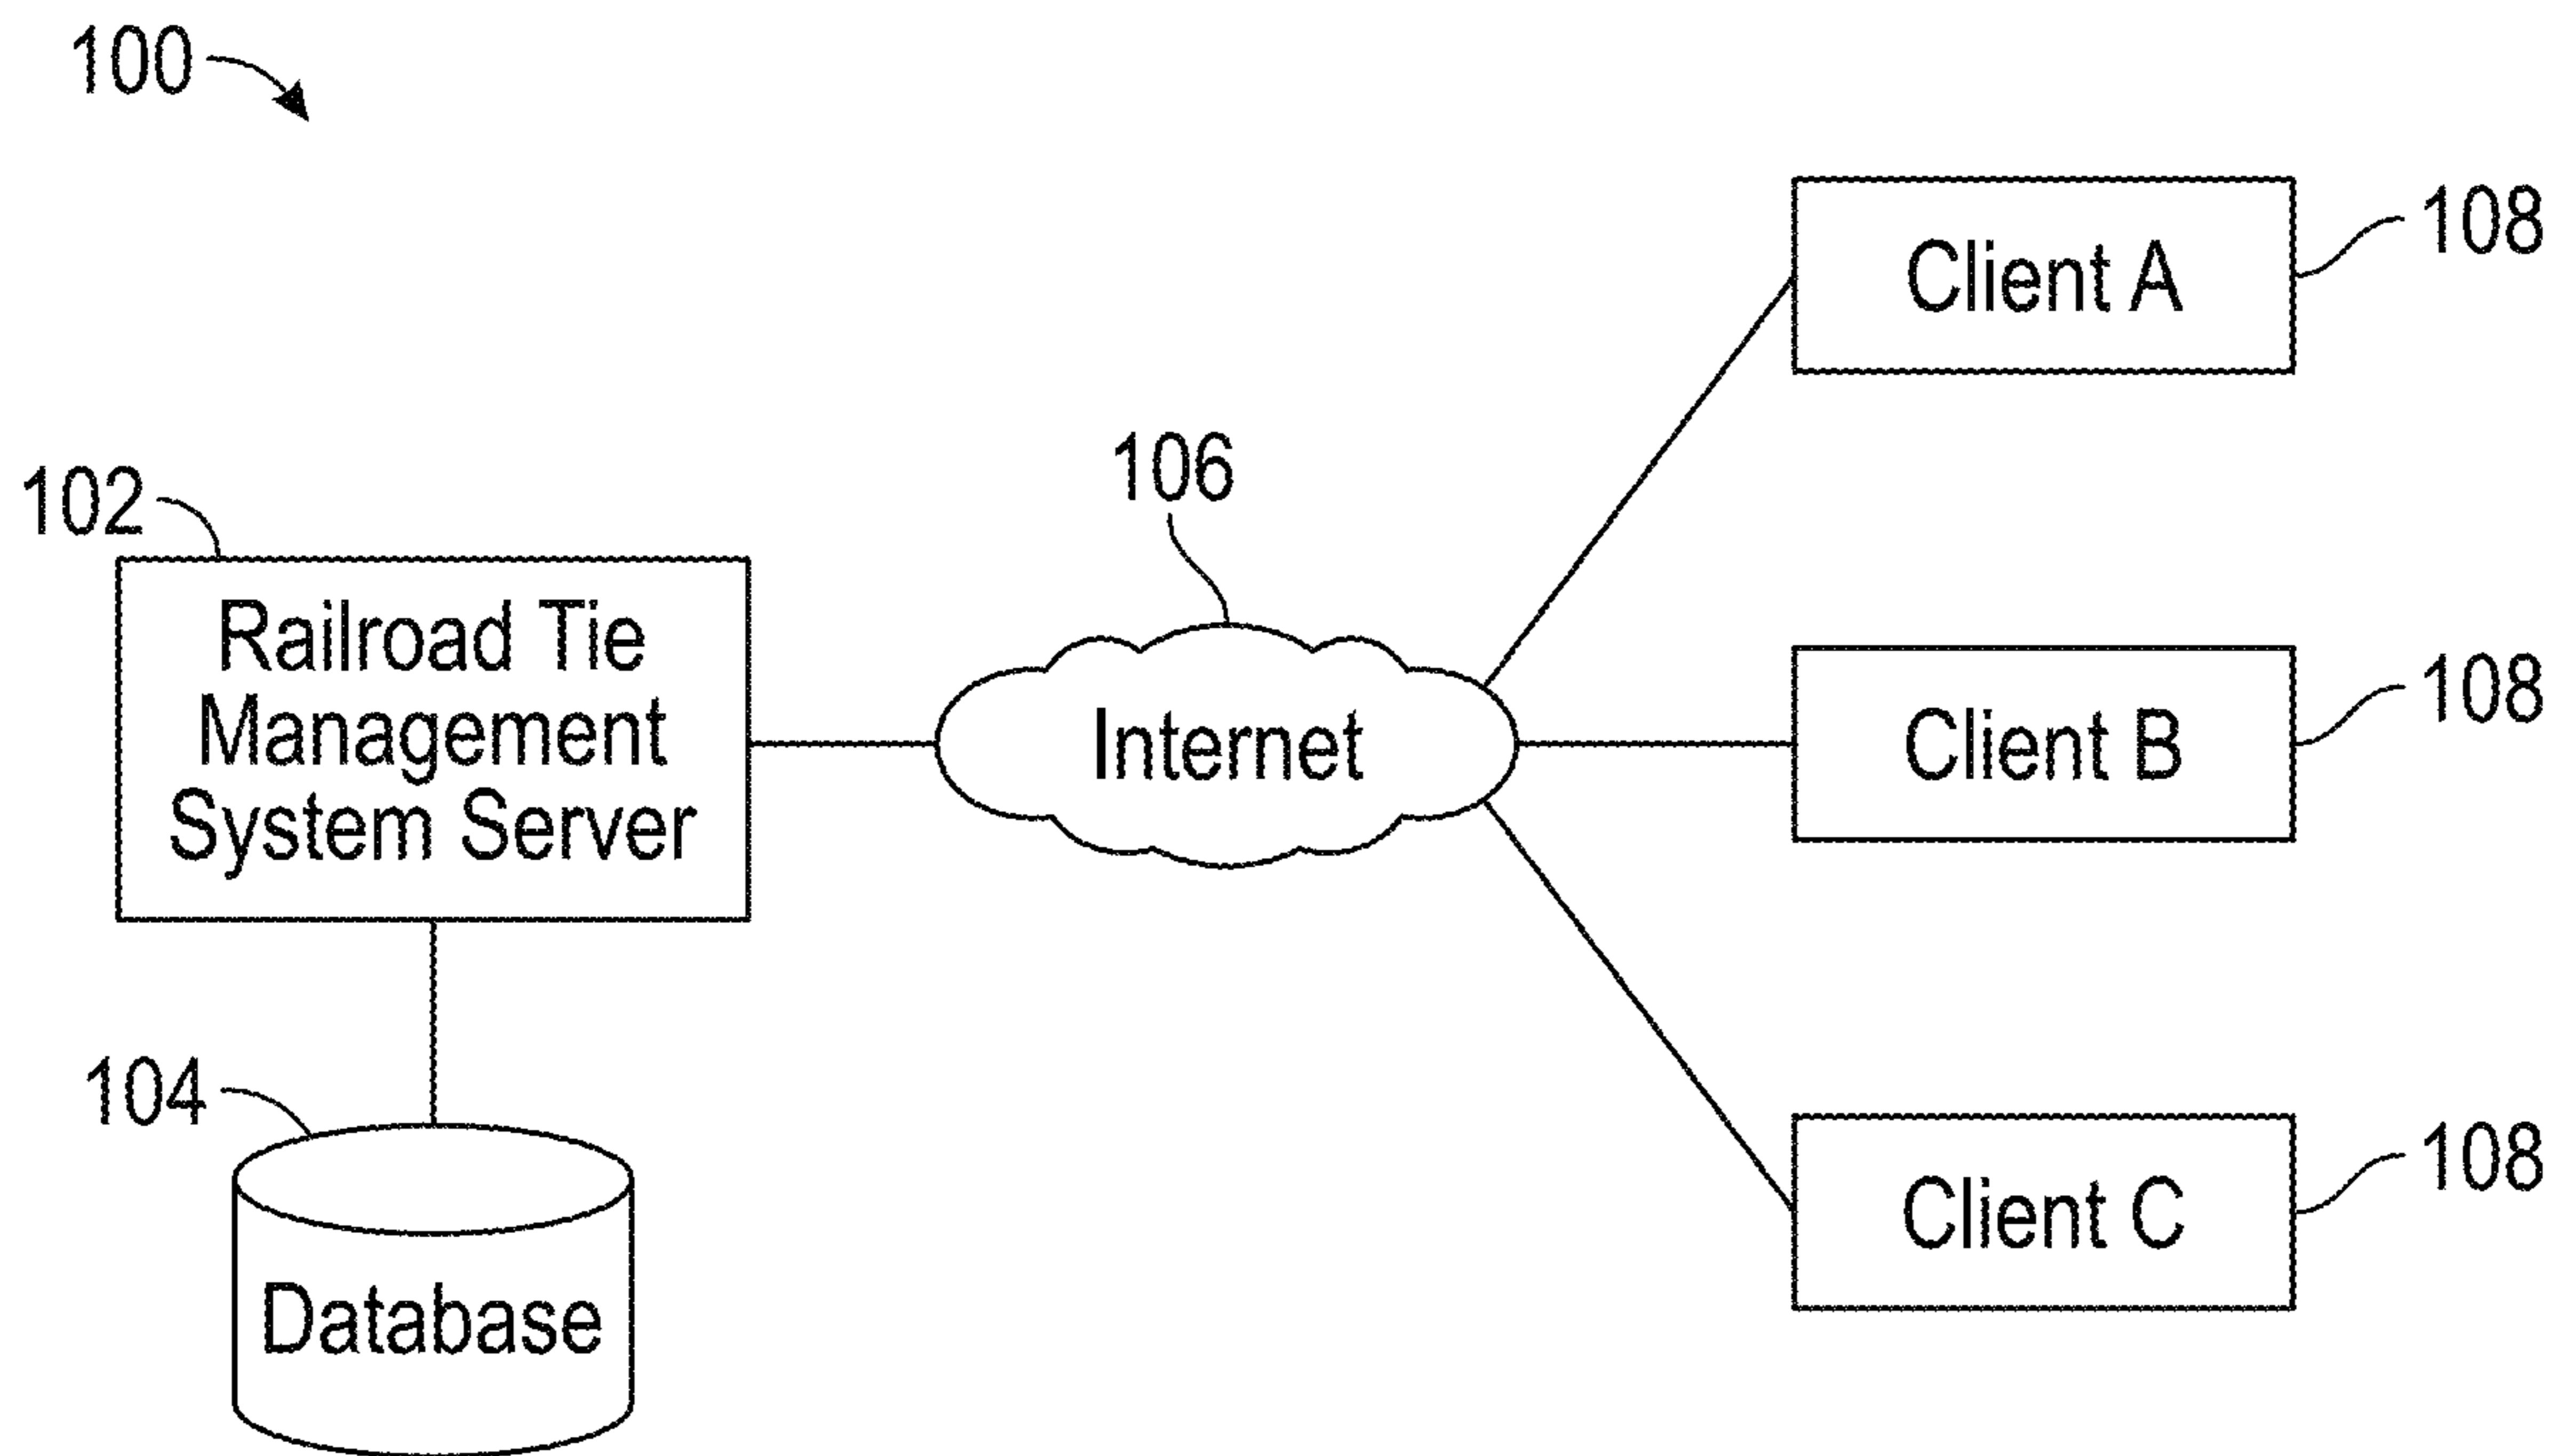 100
108
Client A
106
102
Railroad Tie
Management
System Server
Internet
108
Client B
104
Database
108
Client C